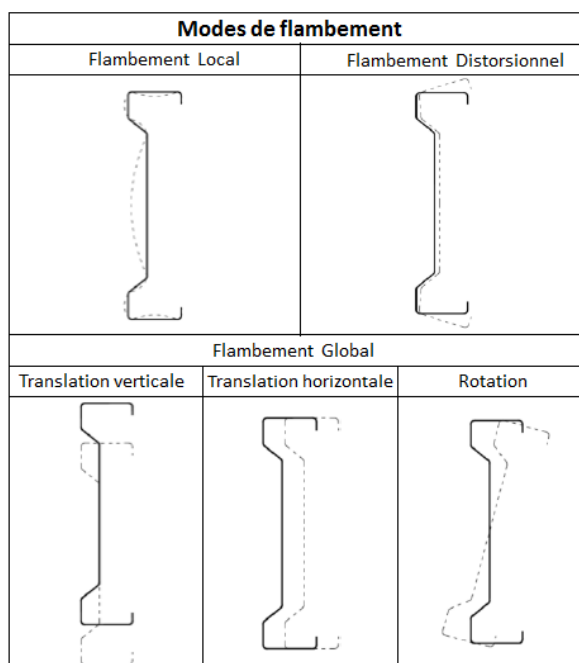 Modes de flambement
Flambement Local
Flambement Distorsionnel
Flambement Global
Translation verticale
Translation horizontale
Rotation